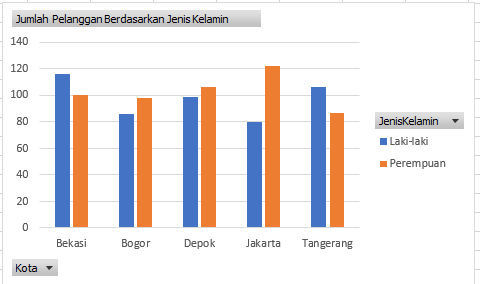 Jumlah Pelanggan Berdasarkan Jenis Kelamin
140
120
100
80
60
40
20
0
Bekasi Bogor Depok Jakarta Tangerang
JenisKelamin
Laki-laki
Perempuan
Kota